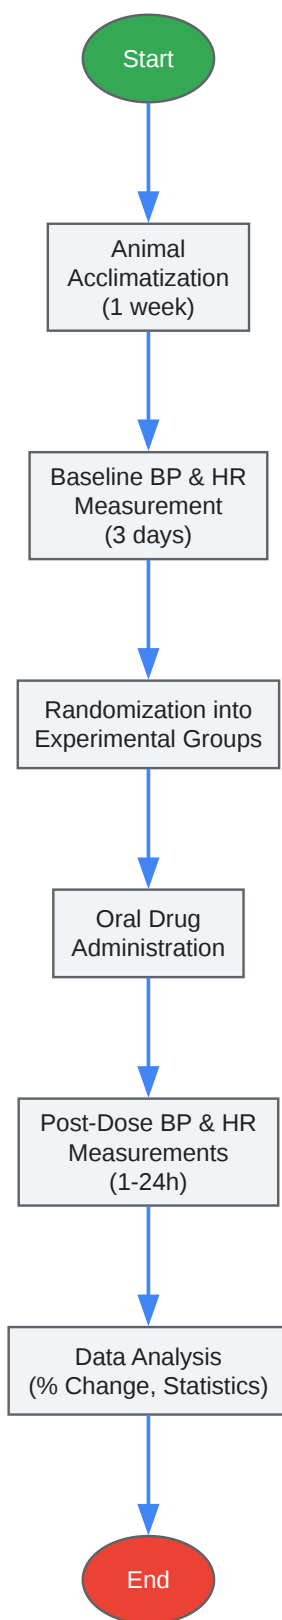 Start
Animal
Acclimatization
(1 week)
Baseline BP & HR
Measurement
(3 days)
Randomization into
Experimental Groups
Oral Drug
Administration
Post-Dose BP & HR
Measurements
(1-24h)
Data Analysis
(% Change, Statistics)
End